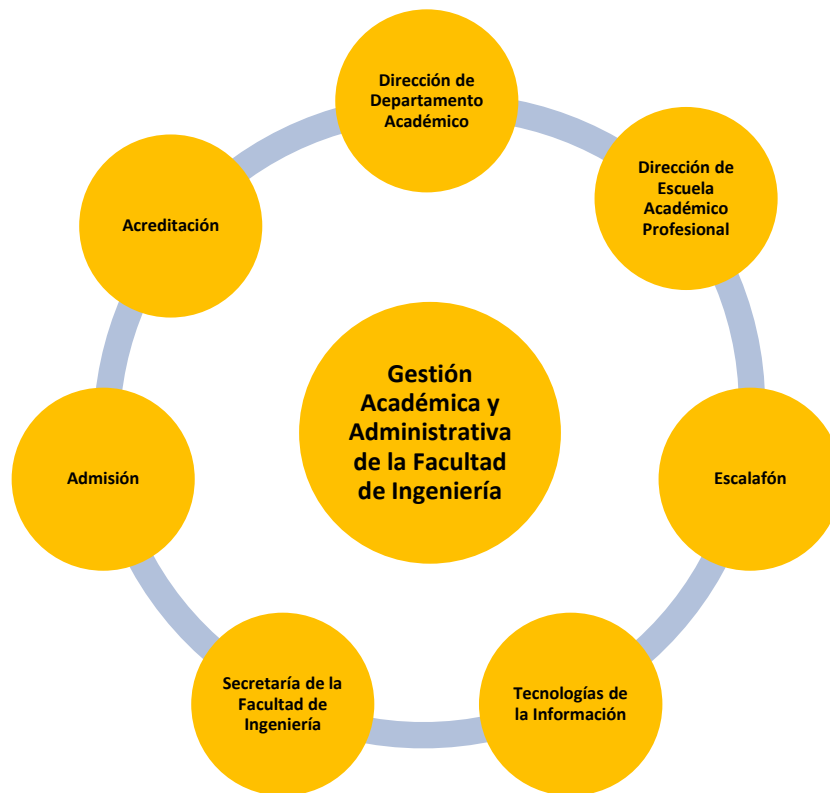 Dirección de
Departamento
Académico
Dirección de
Escuela
Académico
Profesional
Acreditación
Gestión
Académica y
Administrativa
de la Facultad
de Ingeniería
Admisión
Escalafón
Secretaría de la
Facultad de
Ingeniería
Tecnologías de
la Información